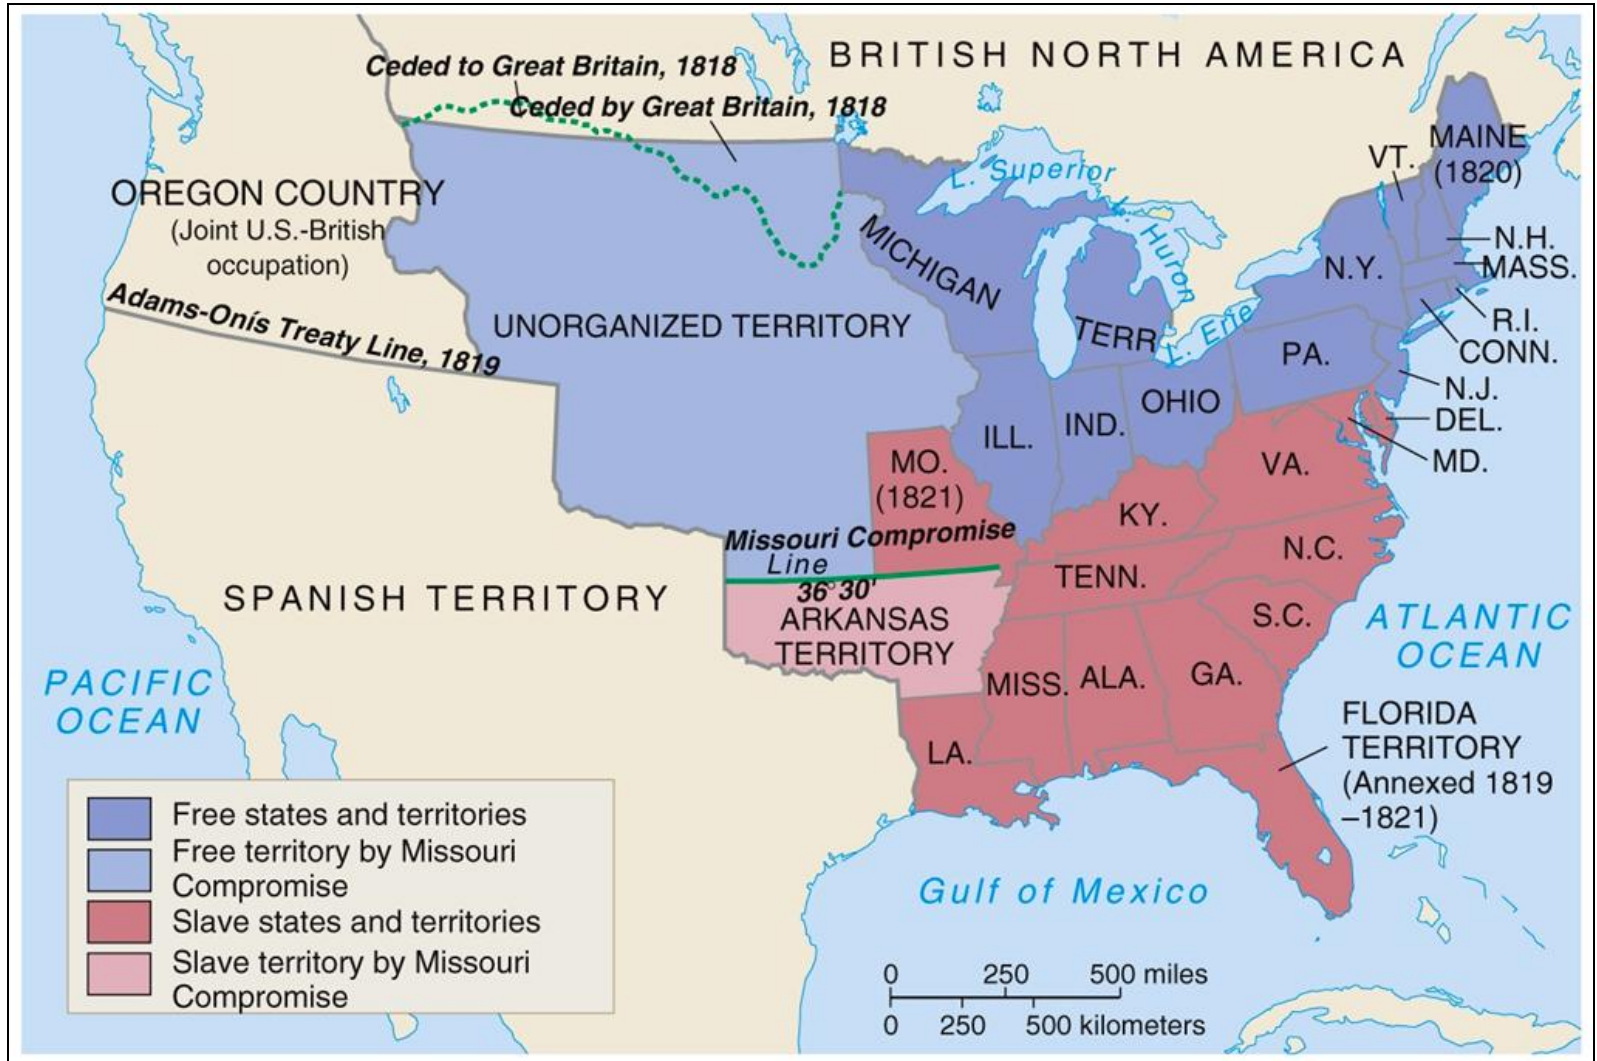 BRITISH NORTH AMERICA
Ceded to Great Britain, 1818
Ceded by Great Britain, 1818
OREGON COUNTRY
(Joint U.S.-British
occupation)
Adams-Onís Treaty Line, 1819
UNORGANIZED TERRITORY
L. Superior
L. Huron
L. Erie
MICHIGAN
TERR.
VT.
MAINE
(1820)
N.H.
MASS.
N.Y.
R.I.
CONN.
PA.
N.J.
DEL.
MD.
OHIO
IND.
ILL.
MO.
(1821)
VA.
KY.
Missouri Compromise
Line
36°30'
N.C.
TENN.
SPANISH TERRITORY
ARKANSAS
TERRITORY
S.C.
ATLANTIC
OCEAN
PACIFIC
OCEAN
MISS.
ALA.
GA.
LA.
FLORIDA
TERRITORY
(Annexed 1819
–1821)
Gulf of Mexico
Free states and territories
Free territory by Missouri
Compromise
Slave states and territories
Slave territory by Missouri
Compromise
0 250 500 miles
0 250 500 kilometers